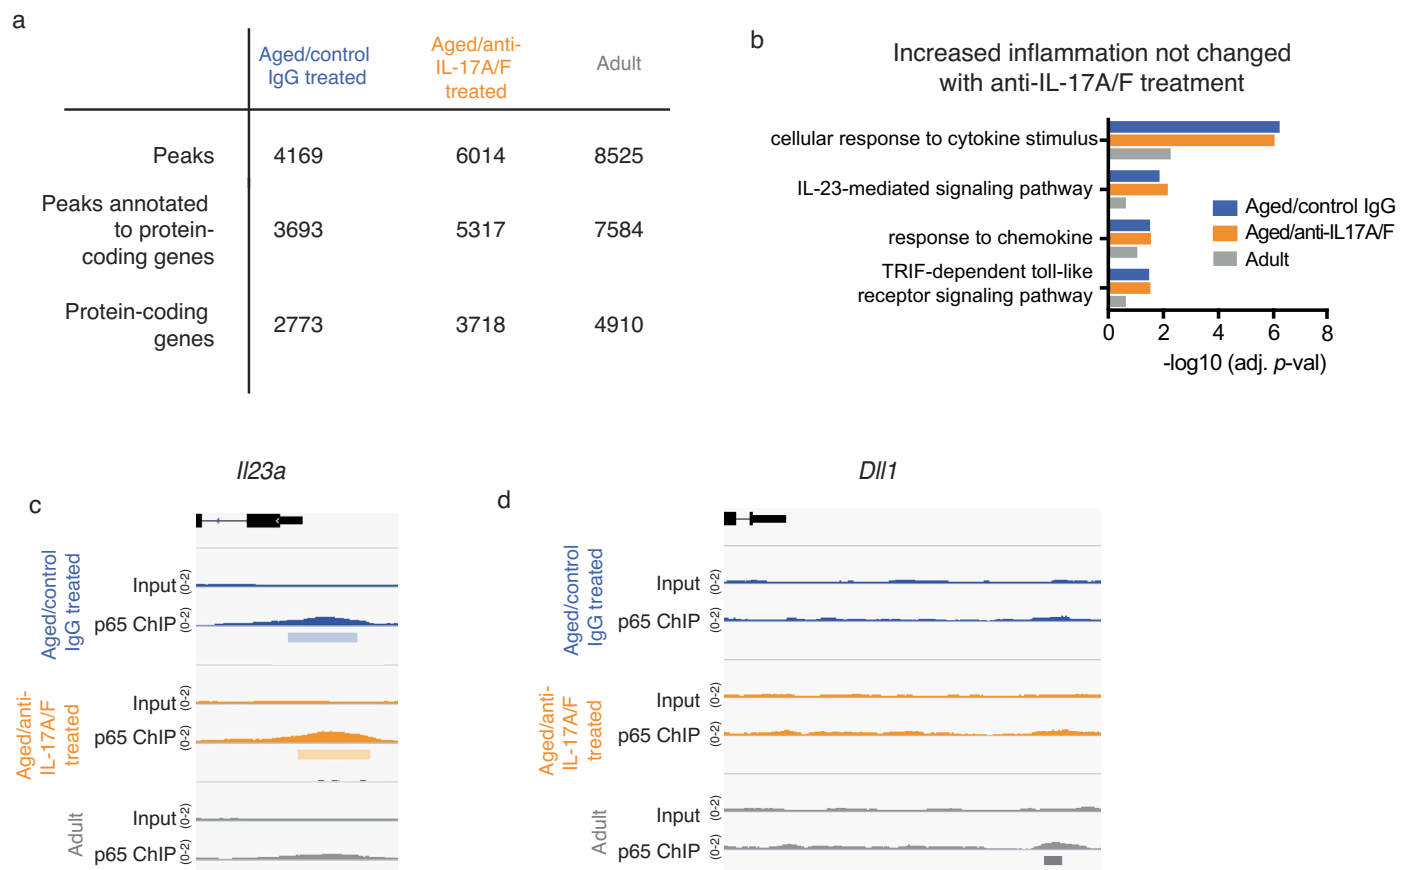 a
Aged/control
IgG treated
Aged/anti-
IL-17A/F
treated
Adult
Peaks
4169
6014
8525
Peaks annotated
to protein-
coding genes
3693
5317
7584
Protein-coding
genes
2773
3718
4910
b
Increased inflammation not changed
with anti-IL-17A/F treatment
cellular response to cytokine stimulus
IL-23-mediated signaling pathway
response to chemokine
TRIF-dependent toll-like
receptor signaling pathway
Aged/control IgG
Aged/anti-IL17A/F
Adult
0 2 4 6 8
-log10 (adj. p-val)
c
Il23a
Aged/control
IgG treated
Input (0-2)
p65 ChIP (0-2)
Aged/anti-
IL-17A/F
treated
Input (0-2)
p65 ChIP (0-2)
Adult
Input (0-2)
p65 ChIP (0-2)
d
Dll1
Aged/control
IgG treated
Input (0-2)
p65 ChIP (0-2)
Aged/anti-
IL-17A/F
treated
Input (0-2)
p65 ChIP (0-2)
Adult
Input (0-2)
p65 ChIP (0-2)